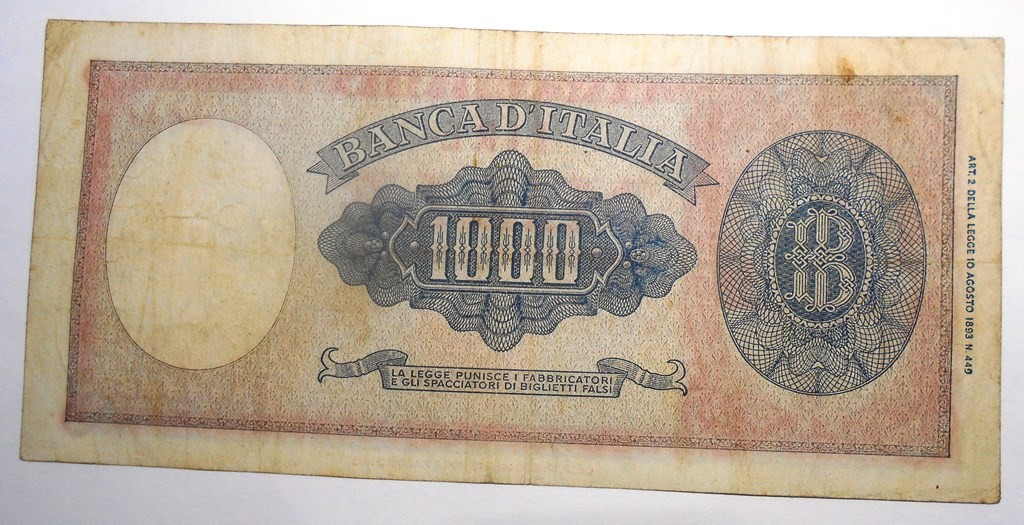 BANCA D'ITALIA
1000
LA LEGGE PUNISCE I FABBRICATORI
E GLI SPACCIATORI DI BIGLIETTI FALSI
ART. 2 DELLA LEGGE 10 AGOSTO 1893 N 449